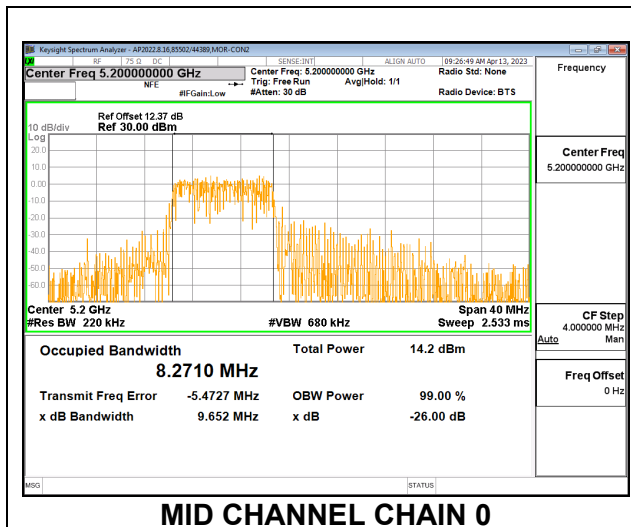 Keysight Spectrum Analyzer - AP2022.8.16,85502/44389,MOR-CON2
RF 75 Ω DC SENSE:INT ALIGN AUTO 09:26:49 AM Apr 13, 2023
Center Freq 5.200000000 GHz
NFE
#IFGain:Low
Center Freq: 5.200000000 GHz
Trig: Free Run Avg|Hold: 1/1
#Atten: 30 dB
Radio Std: None
Radio Device: BTS
Frequency
Ref Offset 12.37 dB
10 dB/div Ref 30.00 dBm
Log
20.0
10.0
0.00
-10.0
-20.0
-30.0
-40.0
-50.0
-60.0
Center Freq
5.200000000 GHz
Center 5.2 GHz Span 40 MHz
#Res BW 220 kHz #VBW 680 kHz Sweep 2.533 ms
CF Step
4.000000 MHz
Auto Man
Freq Offset
0 Hz
Occupied Bandwidth Total Power 14.2 dBm
8.2710 MHz
Transmit Freq Error -5.4727 MHz OBW Power 99.00 %
x dB Bandwidth 9.652 MHz x dB -26.00 dB
MSG STATUS
MID CHANNEL CHAIN 0